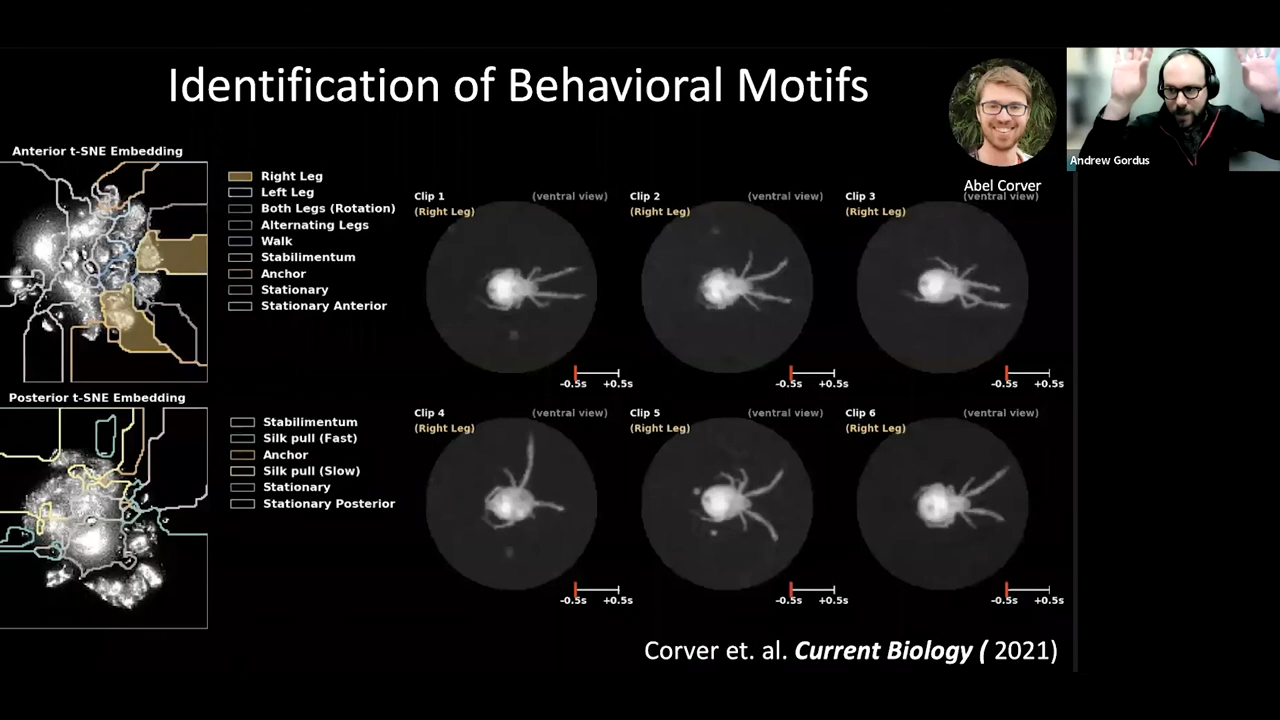 Identification of Behavioral Motifs
Andrew Gordus
Abel Corver
Anterior t-SNE Embedding
Right Leg
Left Leg
Both Legs (Rotation)
Alternating Legs
Walk
Stabilimentum
Anchor
Stationary
Stationary Anterior
Clip 1 (ventral view)
(Right Leg)
-0.5s +0.5s
Clip 2 (ventral view)
(Right Leg)
-0.5s +0.5s
Clip 3 (ventral view)
(Right Leg)
-0.5s +0.5s
Posterior t-SNE Embedding
Stabilimentum
Silk pull (Fast)
Anchor
Silk pull (Slow)
Stationary
Stationary Posterior
Clip 4 (ventral view)
(Right Leg)
-0.5s +0.5s
Clip 5 (ventral view)
(Right Leg)
-0.5s +0.5s
Clip 6 (ventral view)
(Right Leg)
-0.5s +0.5s
Corver et. al. Current Biology ( 2021)